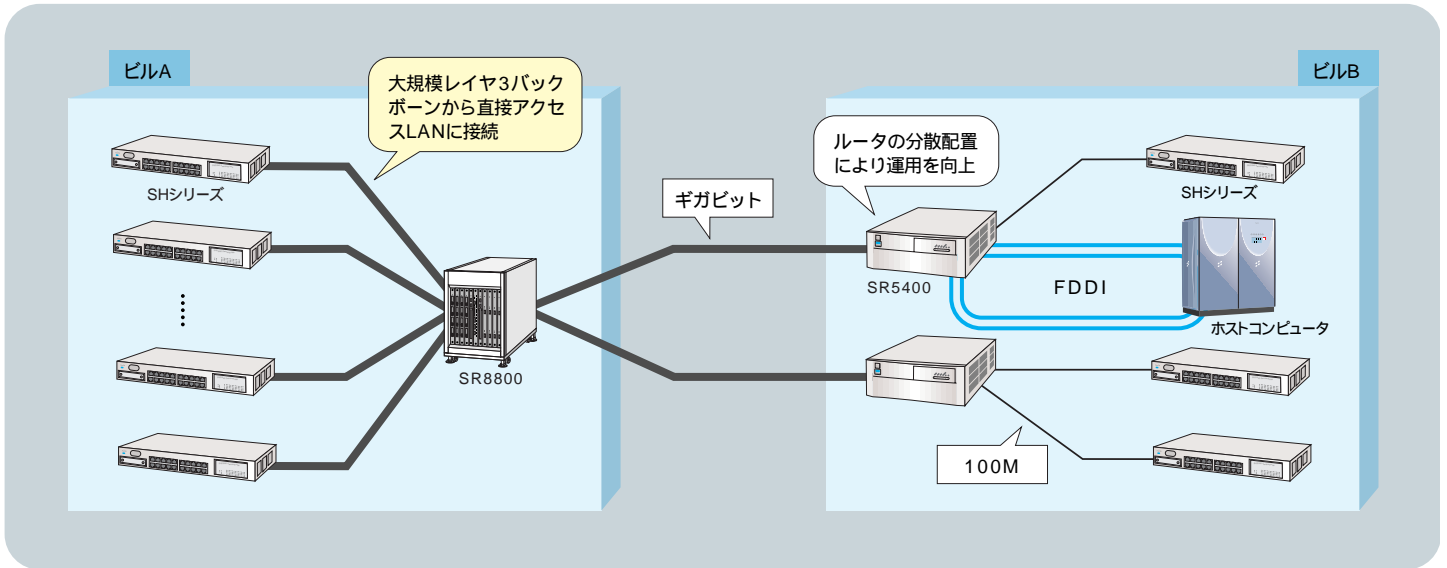 ビルA
ビルB
大規模レイヤ3バック
ボーンから直接アクセ
スLANに接続
ルータの分散配置
により運用を向上
SHシリーズ
SHシリーズ
ギガビット
SR5400
FDDI
ホストコンピュータ
SR8800
100M